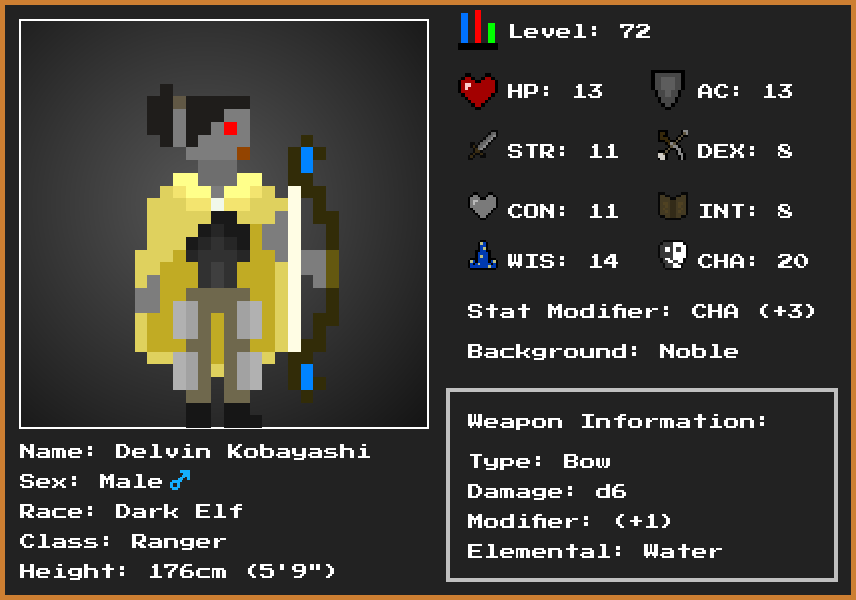 Level: 72
HP: 13 AC: 13
STR: 11 DEX: 8
CON: 11 INT: 8
WIS: 14 CHA: 20
Stat Modifier: CHA (+3)
Background: Noble
Weapon Information:
Type: Bow
Damage: d6
Modifier: (+1)
Elemental: Water
Name: Delvin Kobayashi
Sex: Male♂
Race: Dark Elf
Class: Ranger
Height: 176cm (5'9")